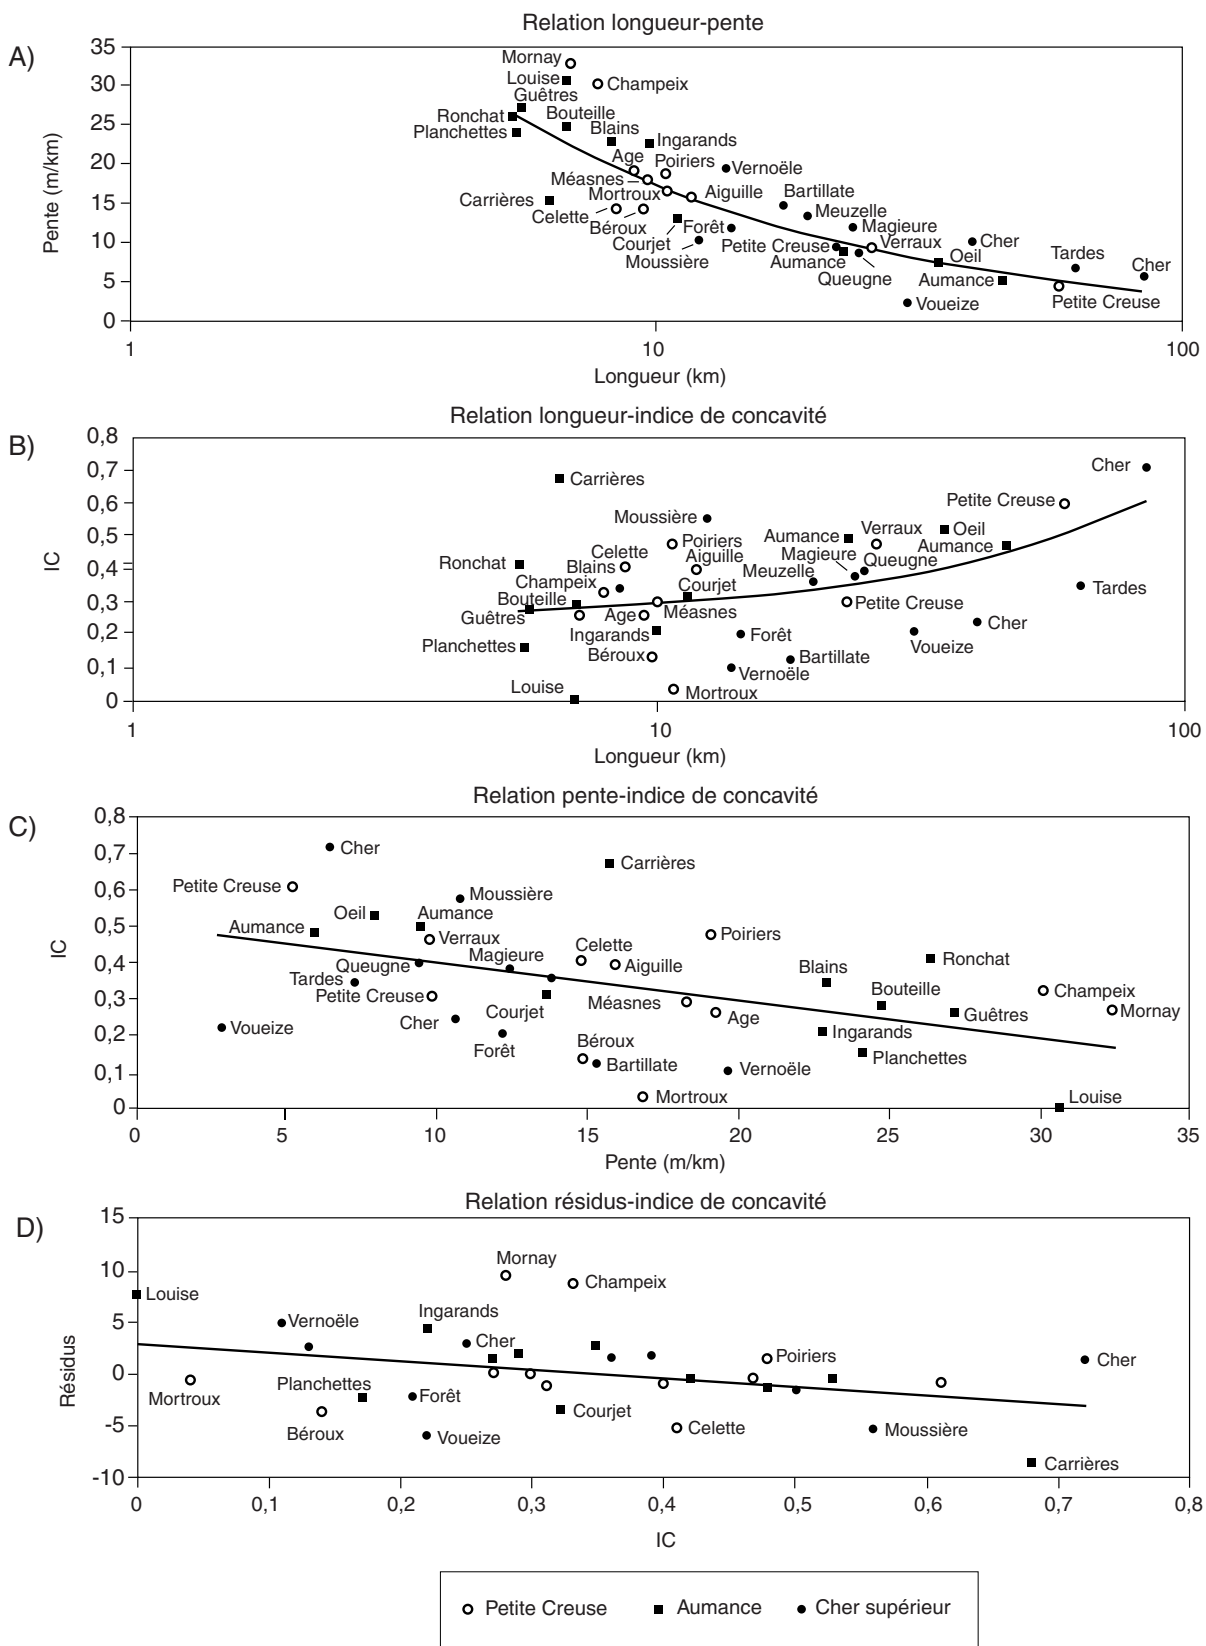 Relation longueur-pente
A)
Pente (m/km)
35
30
25
20
15
10
5
0
Mornay
Louise
Champeix
Guêtres
Ronchat
Bouteille
Planchettes
Blains
Ingarands
Age
Poiriers
Vernoële
Méasnes
Carrières
Mortroux
Aiguille
Bartillate
Celette
Béroux
Meuzelle
Courjet
Forêt
Magieure
Moussière
Petite Creuse
Verraux
Cher
Aumance
Oeil
Tardes
Queugne
Aumance
Cher
Voueize
Petite Creuse
1
10
100
Longueur (km)
Relation longueur-indice de concavité
B)
IC
0,8
0,7
0,6
0,5
0,4
0,3
0,2
0,1
0
Carrières
Cher
Petite Creuse
Moussière
Poiriers
Aumance
Verraux
Oeil
Ronchat
Celette
Aiguille
Magieure
Aumance
Blains
Queugne
Champeix
Courjet
Meuzelle
Tardes
Bouteille
Guêtres
Age
Méasnes
Petite Creuse
Ingarands
Forêt
Cher
Planchettes
Béroux
Bartillate
Voueize
Vernoële
Louise
Mortroux
1
10
100
Longueur (km)
Relation pente-indice de concavité
C)
IC
0,8
0,7
0,6
0,5
0,4
0,3
0,2
0,1
0
Cher
Carrières
Petite Creuse
Moussière
Oeil
Aumance
Aumance
Verraux
Poiriers
Queugne
Magieure
Celette
Aiguille
Blains
Ronchat
Tardes
Petite Creuse
Courjet
Méasnes
Bouteille
Champeix
Voueize
Cher
Age
Guêtres
Mornay
Forêt
Béroux
Ingarands
Bartillate
Vernoële
Planchettes
Mortroux
Louise
0
5
10
15
20
25
30
35
Pente (m/km)
Relation résidus-indice de concavité
D)
Résidus
15
10
5
0
-5
-10
Mornay
Champeix
Louise
Ingarands
Vernoële
Cher
Poiriers
Cher
Mortroux
Planchettes
Forêt
Courjet
Béroux
Voueize
Celette
Moussière
Carrières
0
0,1
0,2
0,3
0,4
0,5
0,6
0,7
0,8
IC
Petite Creuse
Aumance
Cher supérieur